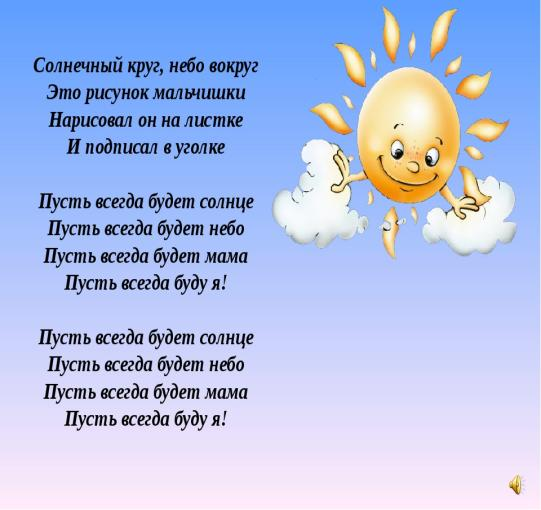 Солнечный круг, небо вокруг
Это рисунок мальчишки
Нарисовал он на листке
И подписал в уголке
Пусть всегда будет солнце
Пусть всегда будет небо
Пусть всегда будет мама
Пусть всегда буду я!
Пусть всегда будет солнце
Пусть всегда будет небо
Пусть всегда будет мама
Пусть всегда буду я!